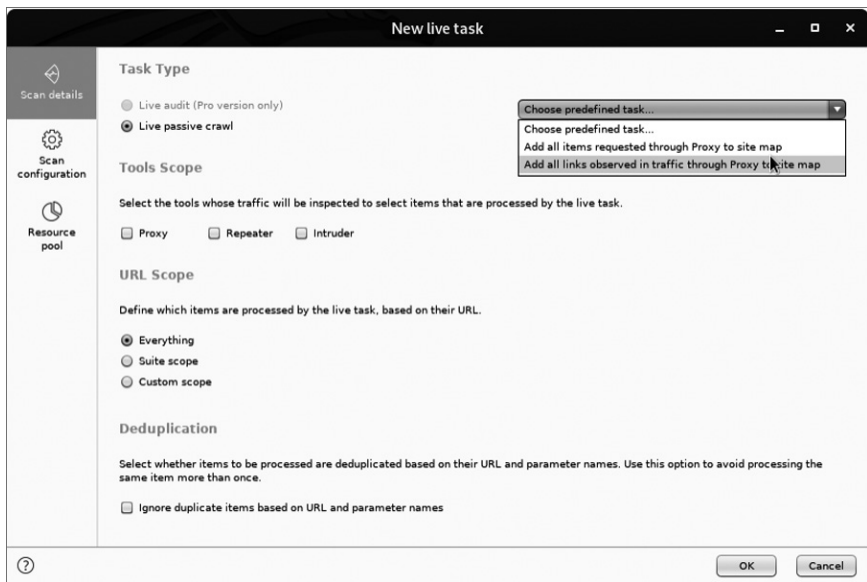 New live task
Scan details
Scan
configuration
Resource
pool
Task Type
Live audit (Pro version only)
Live passive crawl
Choose predefined task...
Choose predefined task...
Add all items requested through Proxy to site map
Add all links observed in traffic through Proxy to site map
Tools Scope
Select the tools whose traffic will be inspected to select items that are processed by the live task.
Proxy Repeater Intruder
URL Scope
Define which items are processed by the live task, based on their URL.
Everything
Suite scope
Custom scope
Deduplication
Select whether items to be processed are deduplicated based on their URL and parameter names. Use this option to avoid processing the
same item more than once.
Ignore duplicate items based on URL and parameter names
?
OK Cancel